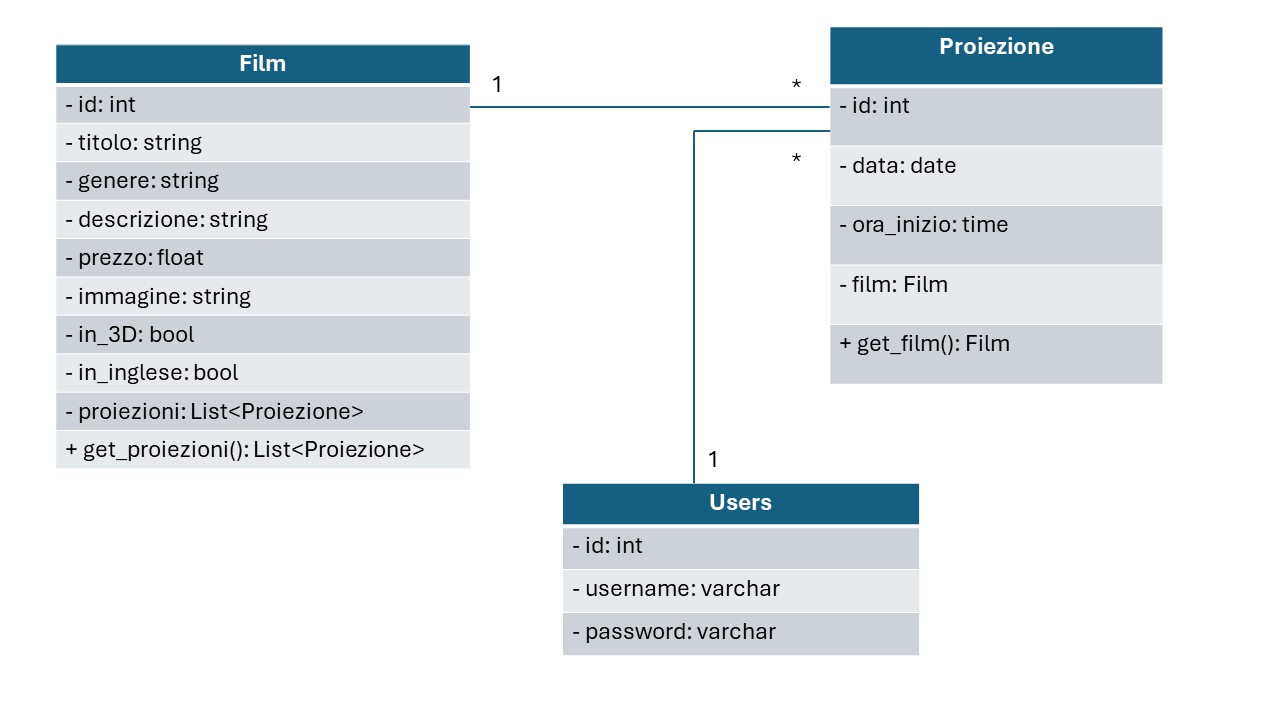 Film
- id: int
- titolo: string
- genere: string
- descrizione: string
- prezzo: float
- immagine: string
- in_3D: bool
- in_inglese: bool
- proiezioni: List<Proiezione>
+ get_proiezioni(): List<Proiezione>
1
*
*
1
Proiezione
- id: int
- data: date
- ora_inizio: time
- film: Film
+ get_film(): Film
Users
- id: int
- username: varchar
- password: varchar